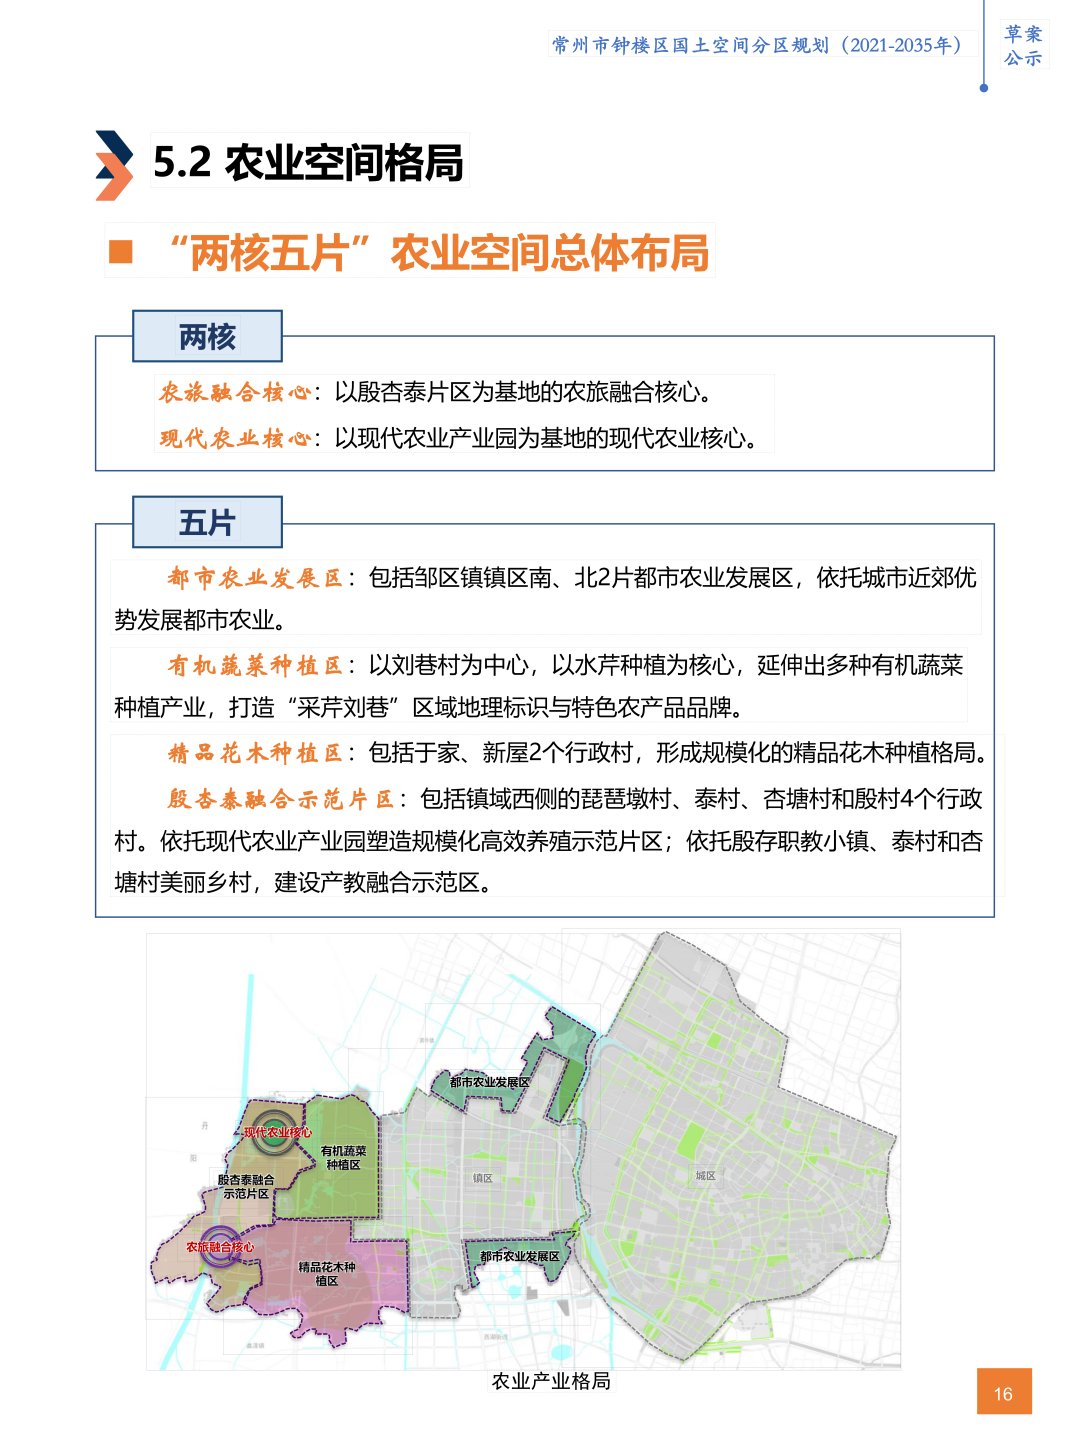 常州市钟楼区国土空间分区规划（2021-2035年）
草案
公示
5.2 农业空间格局
“两核五片”农业空间总体布局
两核
农旅融合核心：以殷杏泰片区为基地的农旅融合核心。
现代农业核心：以现代农业产业园为基地的现代农业核心。
五片
都市农业发展区：包括邹区镇镇区南、北2片都市农业发展区，依托城市近郊优
势发展都市农业。
有机蔬菜种植区：以刘巷村为中心，以水芹种植为核心，延伸出多种有机蔬菜
种植产业，打造“采芹刘巷”区域地理标识与特色农产品品牌。
精品花木种植区：包括于家、新屋2个行政村，形成规模化的精品花木种植格局。
殷杏泰融合示范片区：包括镇域西侧的琵琶墩村、泰村、杏塘村和殷村4个行政
村。依托现代农业产业园塑造规模化高效养殖示范片区；依托殷存职教小镇、泰村和杏
塘村美丽乡村，建设产教融合示范区。
都市农业发展区
现代农业核心
有机蔬菜
种植区
殷杏泰融合
示范片区
镇区
城区
农旅融合核心
都市农业发展区
精品花木种
植区
丹
阳
农业产业格局
16